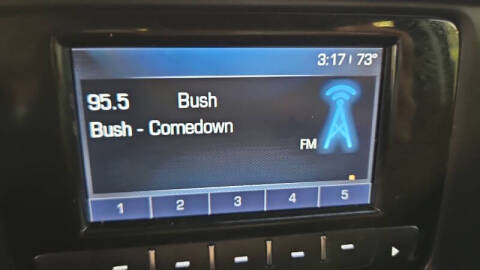 3:17 | 73°
95.5 Bush
Bush - Comedown
FM
1 2 3 4 5